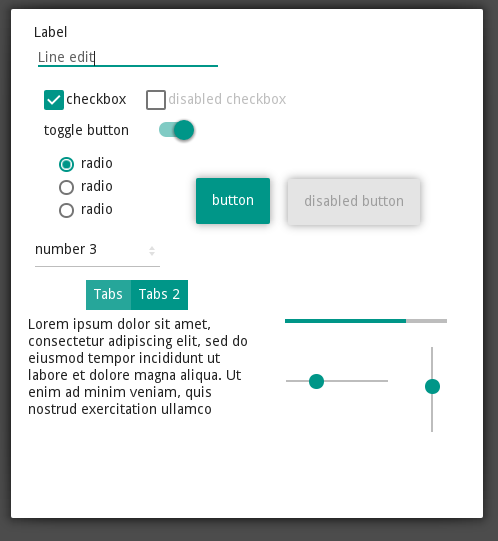 Label
Line edit
checkbox
disabled checkbox
toggle button
radio
radio
radio
button
disabled button
number 3
Tabs
Tabs 2
Lorem ipsum dolor sit amet,
consectetur adipiscing elit, sed do
eiusmod tempor incididunt ut
labore et dolore magna aliqua. Ut
enim ad minim veniam, quis
nostrud exercitation ullamco